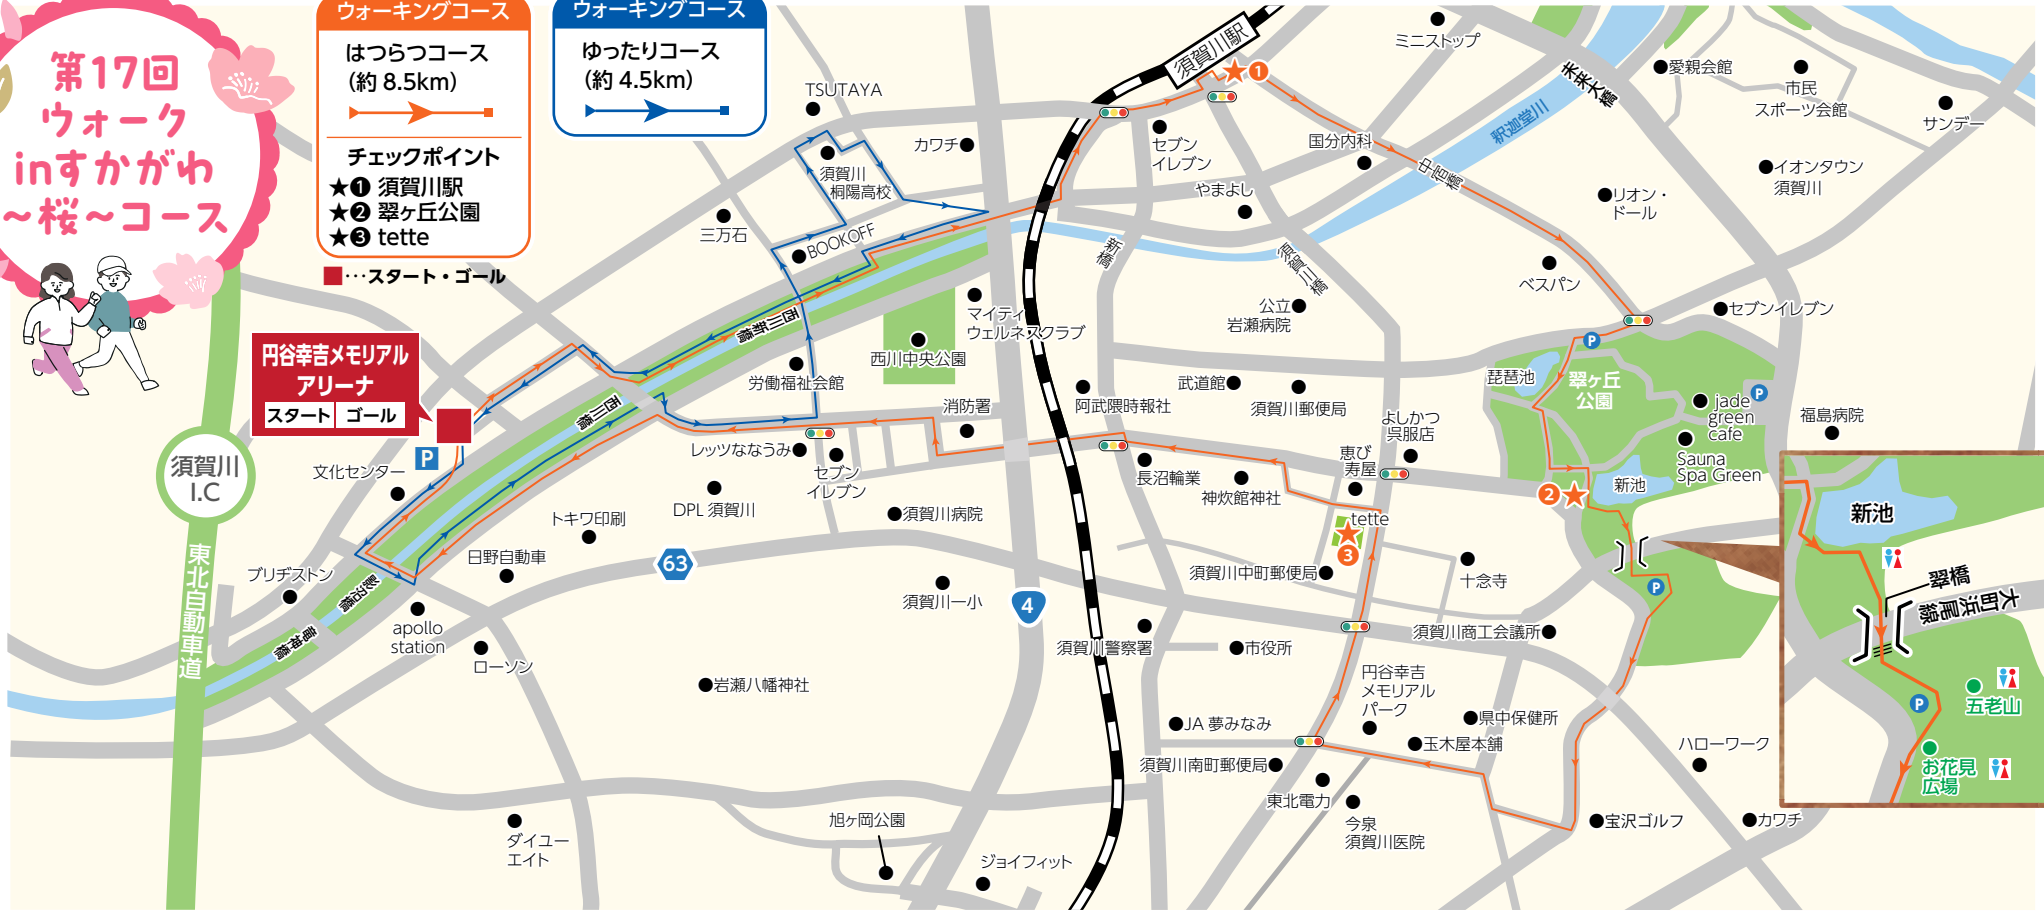 第17回
ウォーク
inすかがわ
～桜～コース
ウォーキングコース
はつらつコース
(約 8.5km)
チェックポイント
★❶ 須賀川駅
★❷ 翠ヶ丘公園
★❸ tette
■…スタート・ゴール
ウォーキングコース
ゆったりコース
(約 4.5km)
円谷幸吉メモリアル
アリーナ
スタート ゴール
P
須賀川
I.C
東北自動車道
文化センター
ブリヂストン
トキワ印刷
日野自動車
apollo
station
ローソン
ダイユー
エイト
岩瀬八幡神社
63
DPL 須賀川
須賀川病院
須賀川一小
4
旭ヶ岡公園
ジョイフィット
TSUTAYA
カワチ
須賀川
桐陽高校
三万石
BOOKOFF
西川新橋
西川橋
竜神橋
労働福祉会館
西川中央公園
マイティ
ウェルネスクラブ
消防署
レッツななうみ
セブン
イレブン
須賀川駅
1
セブン
イレブン
やまよし
国分内科
ミニストップ
未来大橋
釈迦堂川
中宿橋
愛親会館
市民
スポーツ会館
サンデー
イオンタウン
須賀川
リオン・
ドール
ベスパン
セブンイレブン
新橋
須賀川橋
公立
岩瀬病院
武道館
須賀川郵便局
阿武隈時報社
よしかつ
呉服店
恵び
寿屋
長沼輪業
神炊館神社
tette
3
須賀川中町郵便局
十念寺
須賀川商工会議所
須賀川警察署
市役所
円谷幸吉
メモリアル
パーク
JA 夢みなみ
県中保健所
玉木屋本舗
須賀川南町郵便局
東北電力
今泉
須賀川医院
宝沢ゴルフ
カワチ
ハローワーク
P
琵琶池
翠ヶ丘
公園
P
jade
green
cafe
Sauna
Spa Green
福島病院
2
新池
P
新池
翠橋
大町浜尾線
P
五老山
お花見
広場